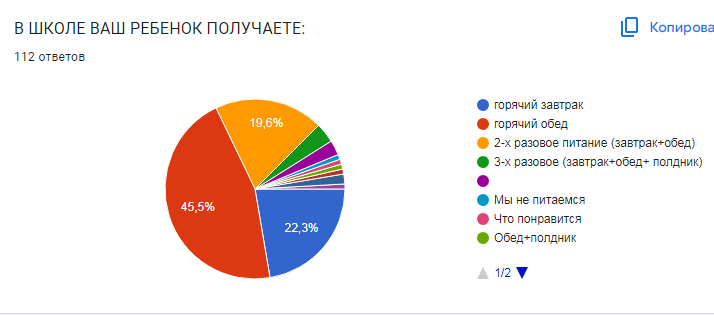 В ШКОЛЕ ВАШ РЕБЕНОК ПОЛУЧАЕТЕ:
Копирова
112 ответов
19,6%
45,5%
22,3%
горячий завтрак
горячий обед
2-х разовое питание (завтрак+обед)
3-х разовое (завтрак+обед+ полдник)
Мы не питаемся
Что понравится
Обед+полдник
1/2